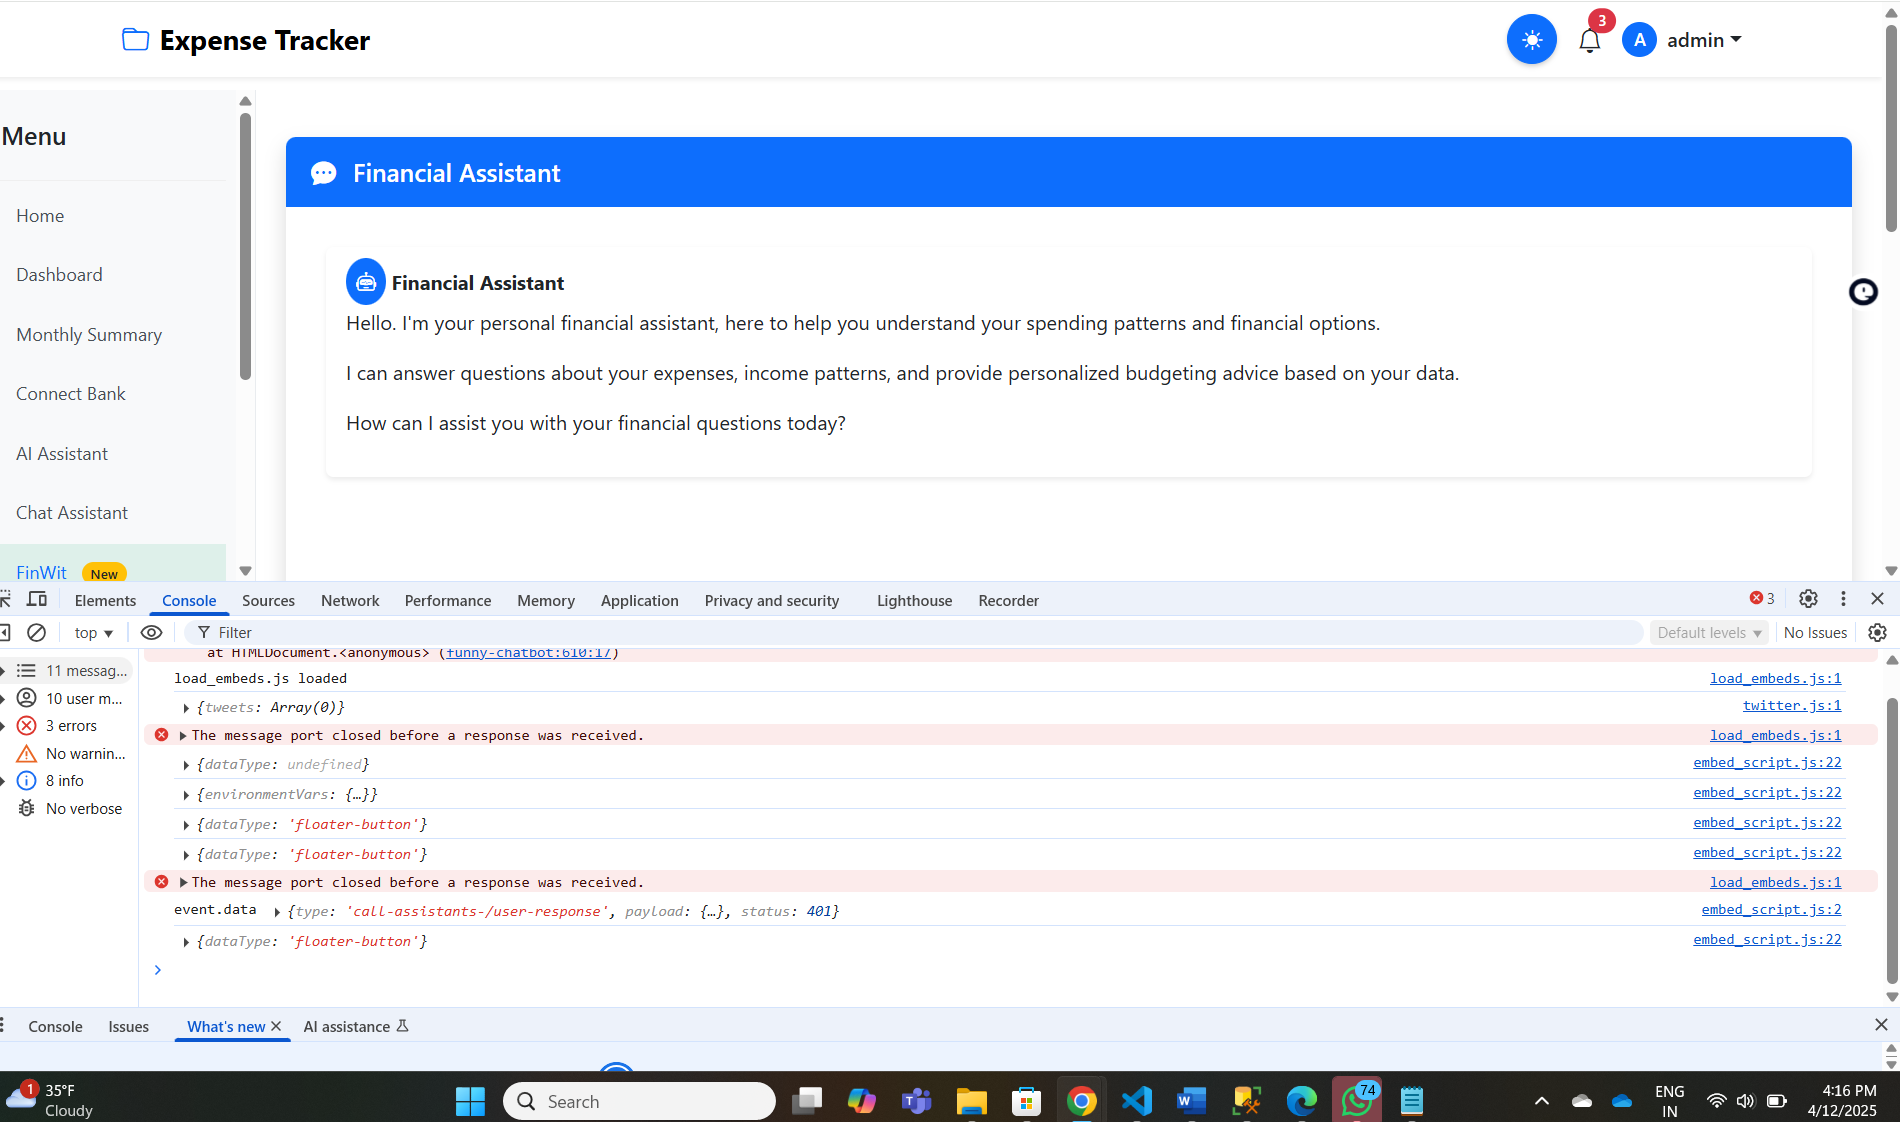 Expense Tracker
3
A
admin
Menu
Home
Dashboard
Monthly Summary
Connect Bank
AI Assistant
Chat Assistant
FinWit New
Financial Assistant
Financial Assistant
Hello. I'm your personal financial assistant, here to help you understand your spending patterns and financial options.
I can answer questions about your expenses, income patterns, and provide personalized budgeting advice based on your data.
How can I assist you with your financial questions today?
Elements Console Sources Network Performance Memory Application Privacy and security Lighthouse Recorder 3
top Filter Default levels No Issues
11 messag...
10 user m...
3 errors
No warnin...
8 info
No verbose
at HTMLDocument.<anonymous> (funny-chatbot:610:17)
load_embeds.js loaded load_embeds.js:1
{tweets: Array(0)} twitter.js:1
The message port closed before a response was received. load_embeds.js:1
{dataType: undefined} embed_script.js:22
{environmentVars: {…}} embed_script.js:22
{dataType: 'floater-button'} embed_script.js:22
{dataType: 'floater-button'} embed_script.js:22
The message port closed before a response was received. load_embeds.js:1
event.data {type: 'call-assistants-/user-response', payload: {…}, status: 401} embed_script.js:2
{dataType: 'floater-button'} embed_script.js:22
Console Issues What's new AI assistance
1
35°F
Cloudy
Search
74
ENG
IN
4:16 PM
4/12/2025